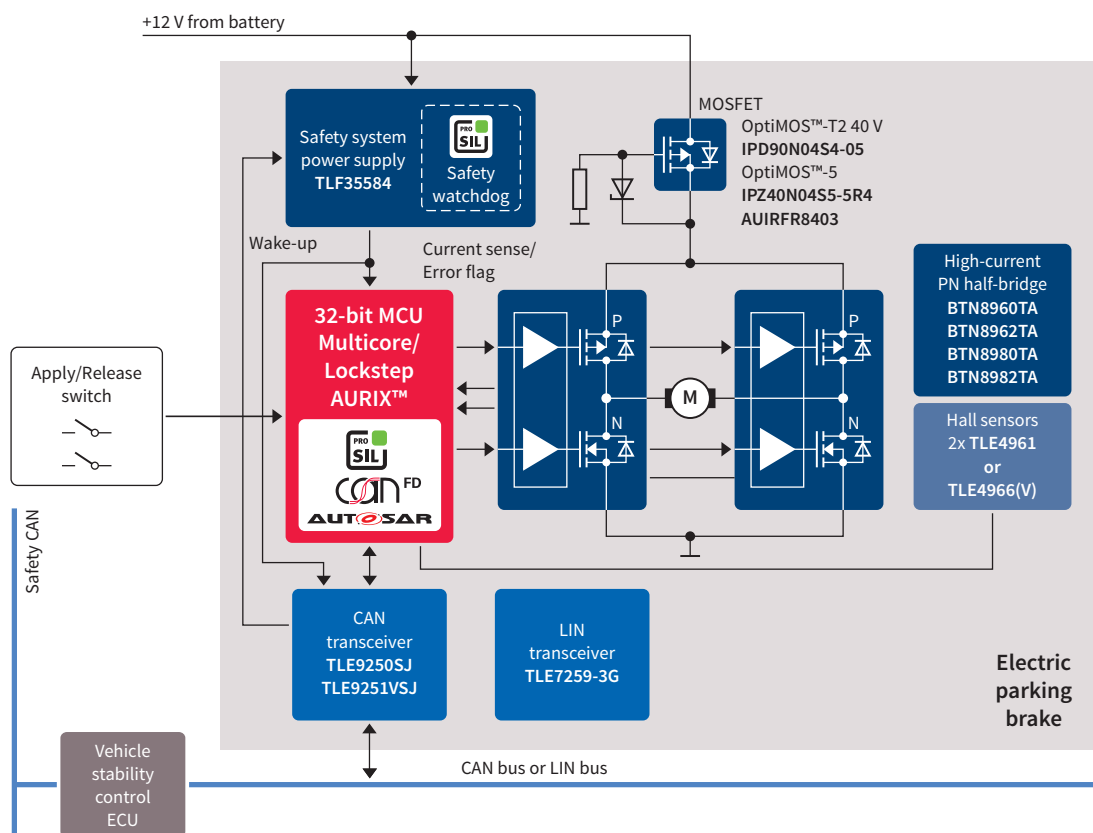 +12 V from battery
Safety system
power supply
TLF35584
PRO
SIL
Safety
watchdog
MOSFET
OptiMOS™-T2 40 V
IPD90N04S4-05
OptiMOS™-5
IPZ40N04S5-5R4
AUIRFR8403
Wake-up
Current sense/
Error flag
High-current
PN half-bridge
BTN8960TA
BTN8962TA
BTN8980TA
BTN8982TA
32-bit MCU
Multicore/
Lockstep
AURIX™
PRO
SIL
CAN FD
AUTOSAR
P
N
M
P
N
Apply/Release
switch
Hall sensors
2x TLE4961
or
TLE4966(V)
Safety CAN
CAN
transceiver
TLE9250SJ
TLE9251VSJ
LIN
transceiver
TLE7259-3G
Electric
parking
brake
Vehicle
stability
control
ECU
CAN bus or LIN bus